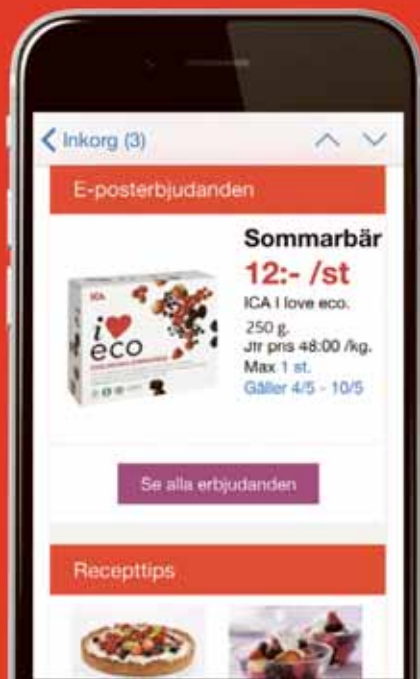 Inkorg (3)
E-posterbjudanden
Sommarbär
12:- /st
ICA I love eco.
250 g.
Jfr pris 48:00 /kg.
Max 1 st.
Gäller 4/5 - 10/5
ICA
i
eco
Se alla erbjudanden
Recepttips